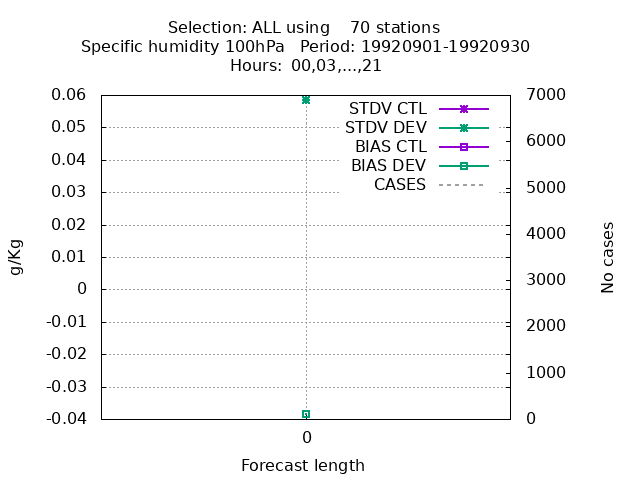 Selection: ALL using    70 stations
Specific humidity 100hPa   Period: 19920901-19920930
Hours:  00,03,...,21
0.06
0.05
0.04
0.03
0.02
0.01
0
-0.01
-0.02
-0.03
-0.04
g/Kg
STDV CTL
STDV DEV
BIAS CTL
BIAS DEV
CASES
7000
6000
5000
4000
3000
2000
1000
0
No cases
0
Forecast length